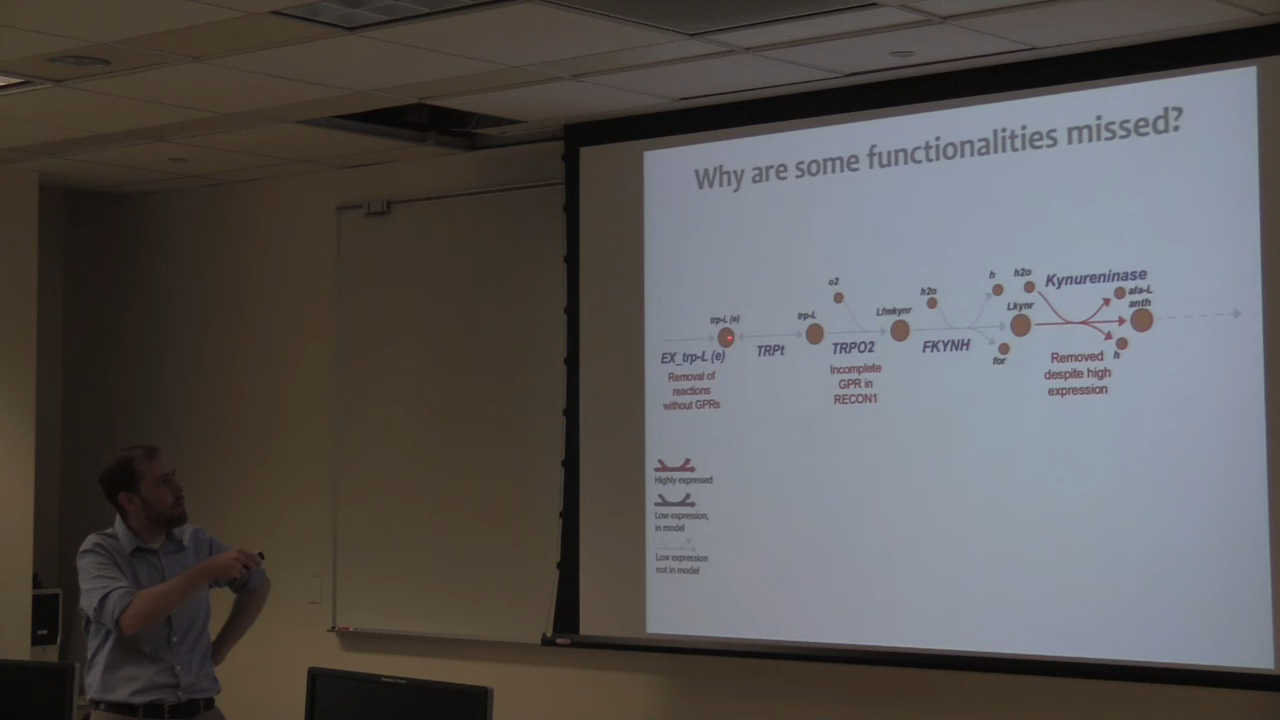 Why are some functionalities missed?
o2
h2o
h
h2o
Kynureninase
trp-L (e)
trp-L
Lfmkynr
Lkynr
ala-L
anth
EX_trp-L (e)
TRPt
TRPO2
FKYNH
for
h
Removal of
reactions
without GPRs
Incomplete
GPR in
RECON1
Removed
despite high
expression
Highly expressed
Low expression,
in model
Low expression
not in model